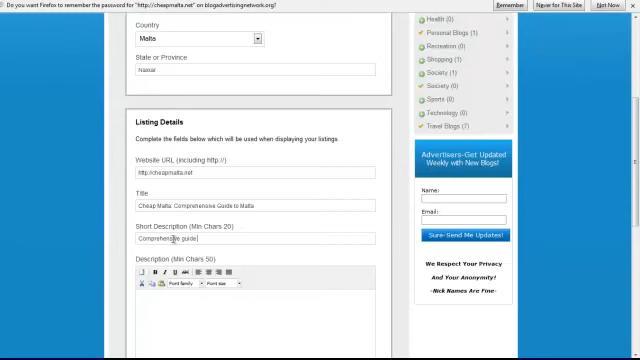 Do you want Firefox to remember the password for "http://cheapmalta.net" on blogadvertisingnetwork.org?
Remember
Never for This Site
Not Now
Country
Malta
State or Province
Naxxar
Listing Details
Complete the fields below which will be used when displaying your listings.
Website URL (including http://)
http://cheapmalta.net
Title
Cheap Malta: Comprehensive Guide to Malta
Short Description (Min Chars 20)
Comprehensive guide
Description (Min Chars 50)
B I U ABC
Font family
Font size
Health (0)
Personal Blogs (1)
Recreation (0)
Shopping (1)
Society (1)
Society (0)
Sports (0)
Technology (0)
Travel Blogs (7)
Advertisers-Get Updated
Weekly with New Blogs!
Name:
Email:
Sure-Send Me Updates!
We Respect Your Privacy
And Your Anonymity!
-Nick Names Are Fine-